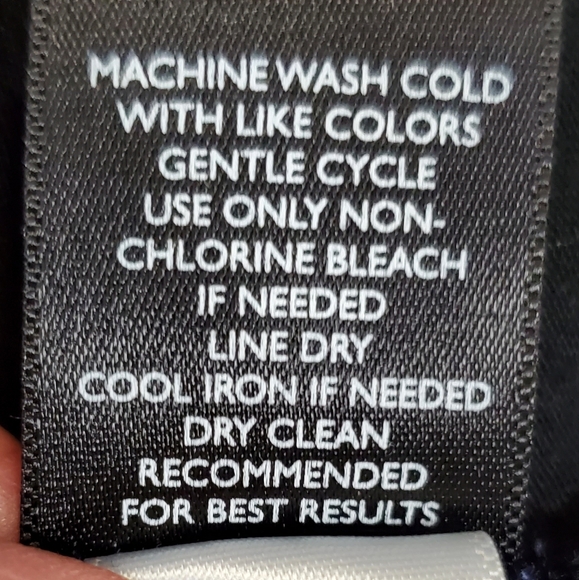 MACHINE WASH COLD
WITH LIKE COLORS
GENTLE CYCLE
USE ONLY NON-
CHLORINE BLEACH
IF NEEDED
LINE DRY
COOL IRON IF NEEDED
DRY CLEAN
RECOMMENDED
FOR BEST RESULTS